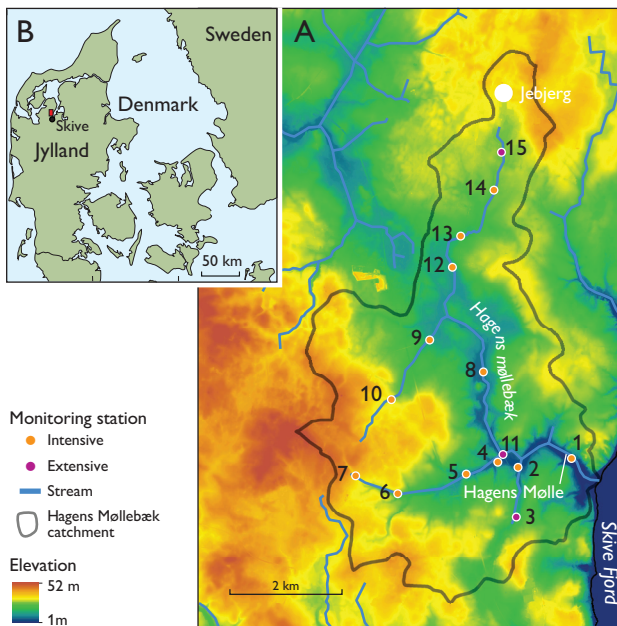 B
Sweden
Denmark
Skive
Jylland
50 km
A
Jebjerg
15
14
13
12
Hagens møllebæk
9
8
10
11
1
4
2
7
5
6
Hagens Mølle
3
Skive Fjord
2 km
Monitoring station
Intensive
Extensive
Stream
Hagens Møllebæk
catchment
Elevation
52 m
1m